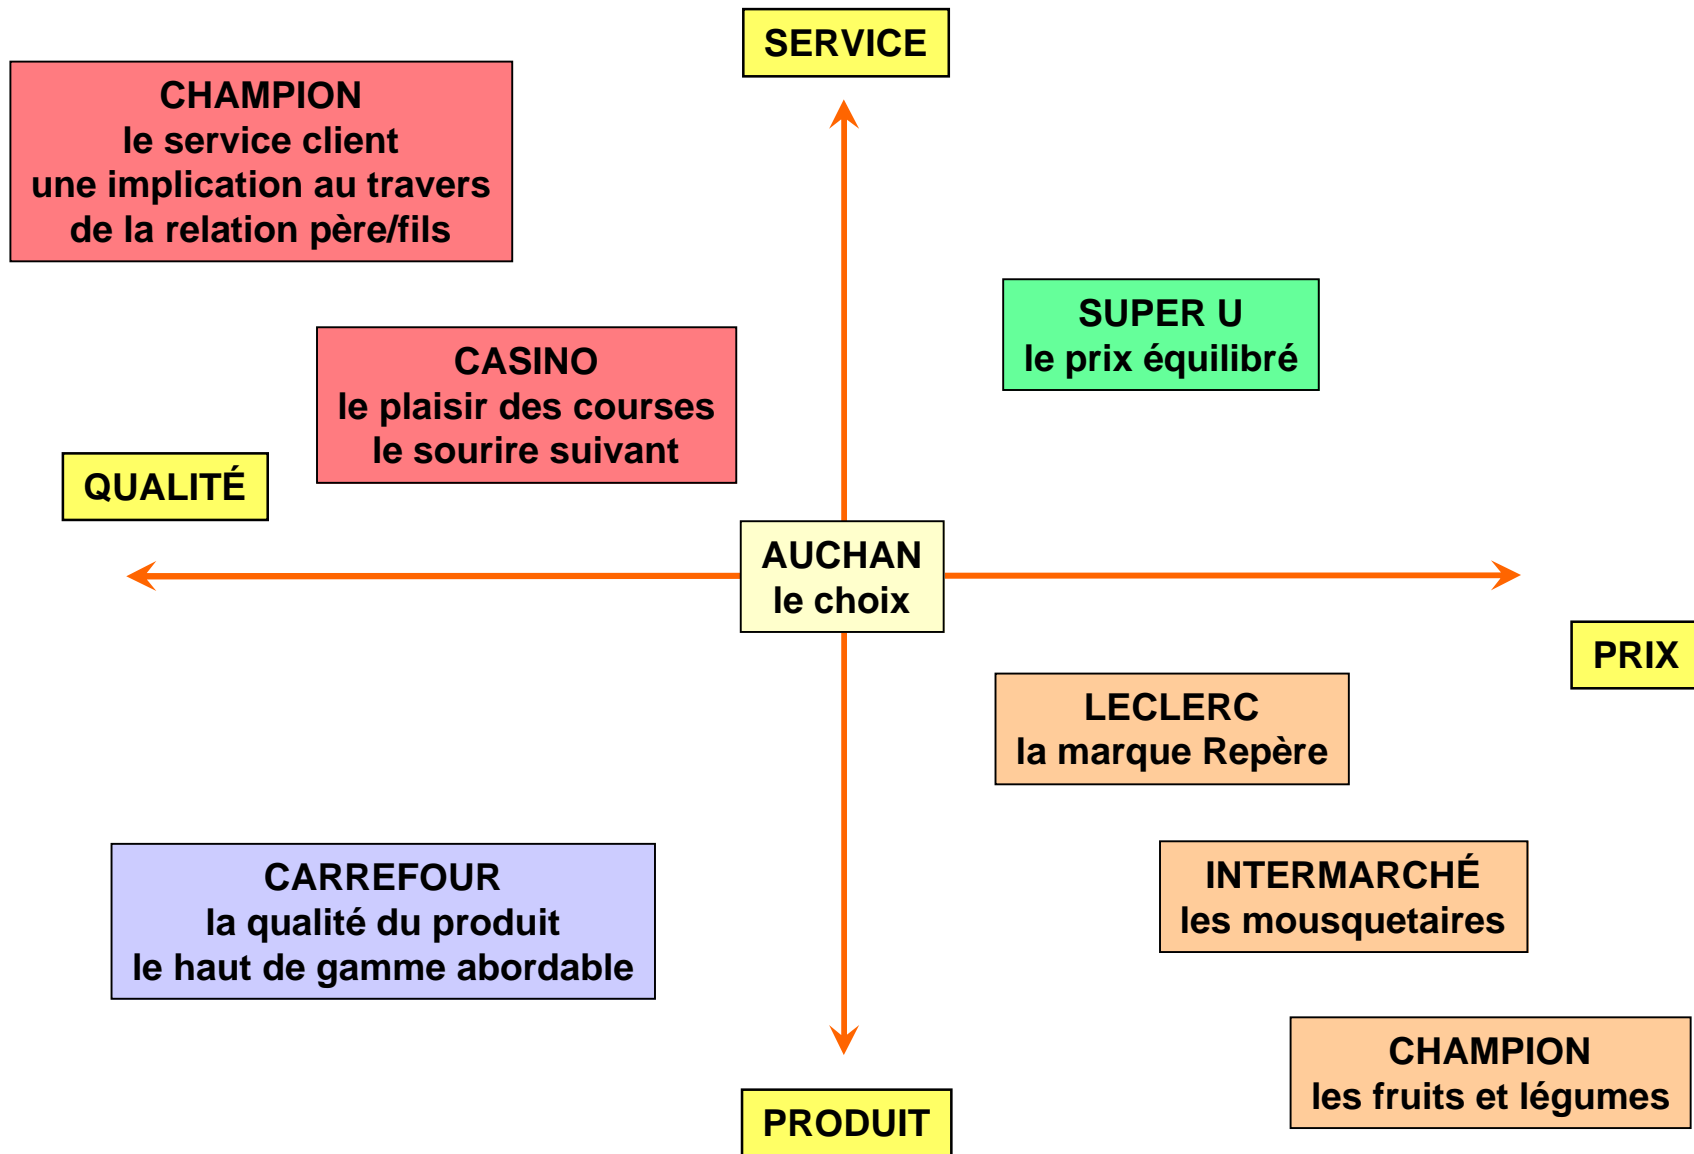 SERVICE
CHAMPION
le service client
une implication au travers
de la relation père/fils
SUPER U
le prix équilibré
CASINO
le plaisir des courses
le sourire suivant
QUALITÉ
AUCHAN
le choix
PRIX
LECLERC
la marque Repère
CARREFOUR
la qualité du produit
le haut de gamme abordable
INTERMARCHÉ
les mousquetaires
CHAMPION
les fruits et légumes
PRODUIT